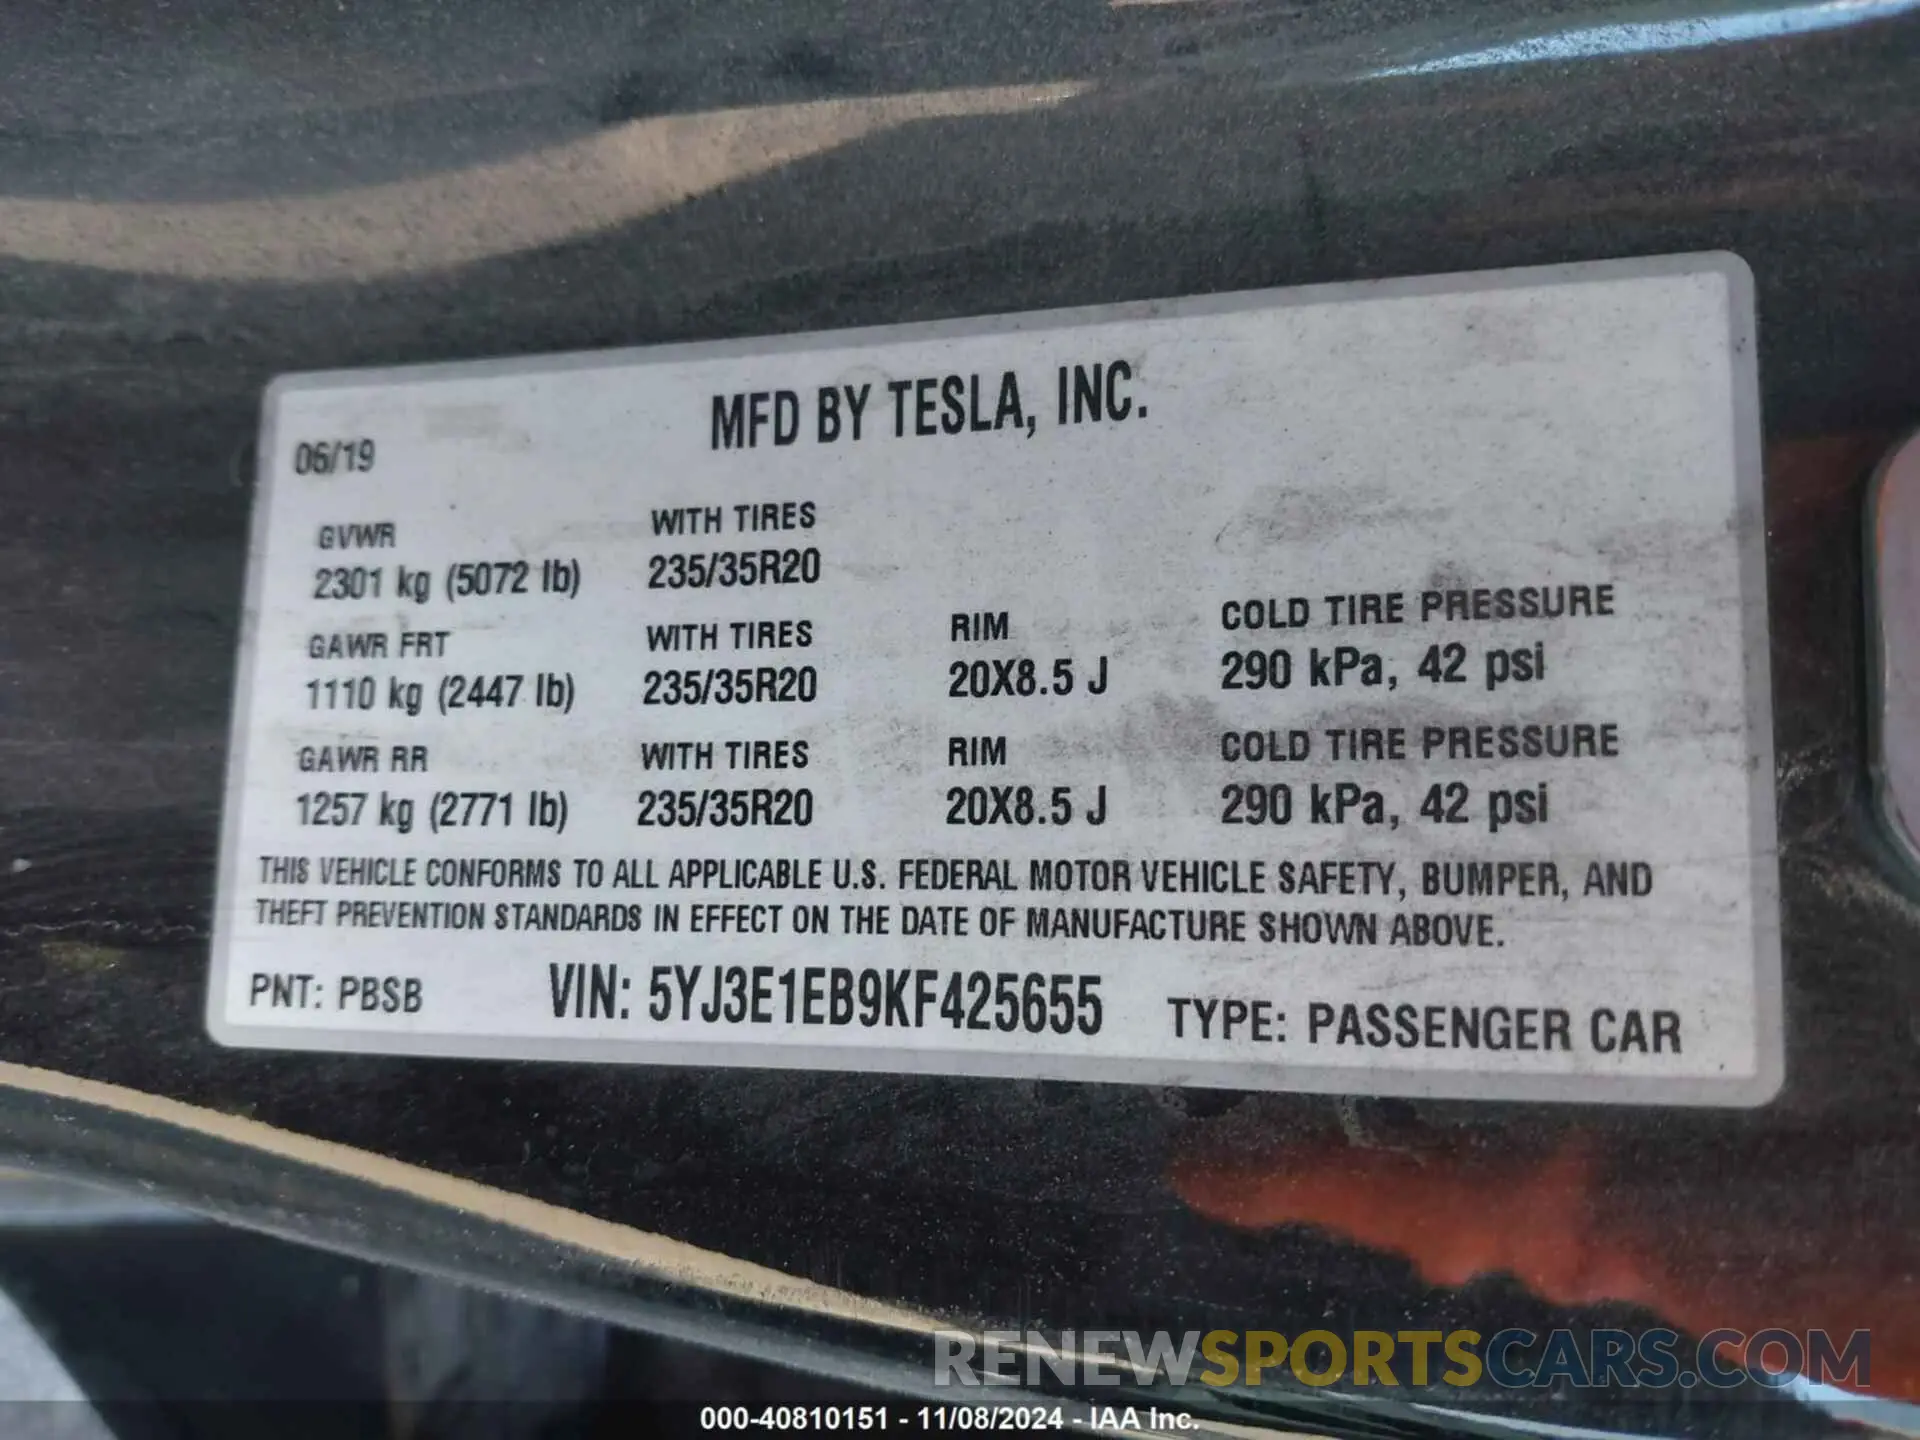 MFD BY TESLA, INC.
06/19
GVWR WITH TIRES
2301 kg (5072 lb) 235/35R20
GAWR FRT WITH TIRES RIM COLD TIRE PRESSURE
1110 kg (2447 lb) 235/35R20 20X8.5 J 290 kPa, 42 psi
GAWR RR WITH TIRES RIM COLD TIRE PRESSURE
1257 kg (2771 lb) 235/35R20 20X8.5 J 290 kPa, 42 psi
THIS VEHICLE CONFORMS TO ALL APPLICABLE U.S. FEDERAL MOTOR VEHICLE SAFETY, BUMPER, AND
THEFT PREVENTION STANDARDS IN EFFECT ON THE DATE OF MANUFACTURE SHOWN ABOVE.
PNT: PBSB VIN: 5YJ3E1EB9KF425655 TYPE: PASSENGER CAR
RENEWSPORTSCARS.COM
000-40810151 - 11/08/2024 - IAA Inc.